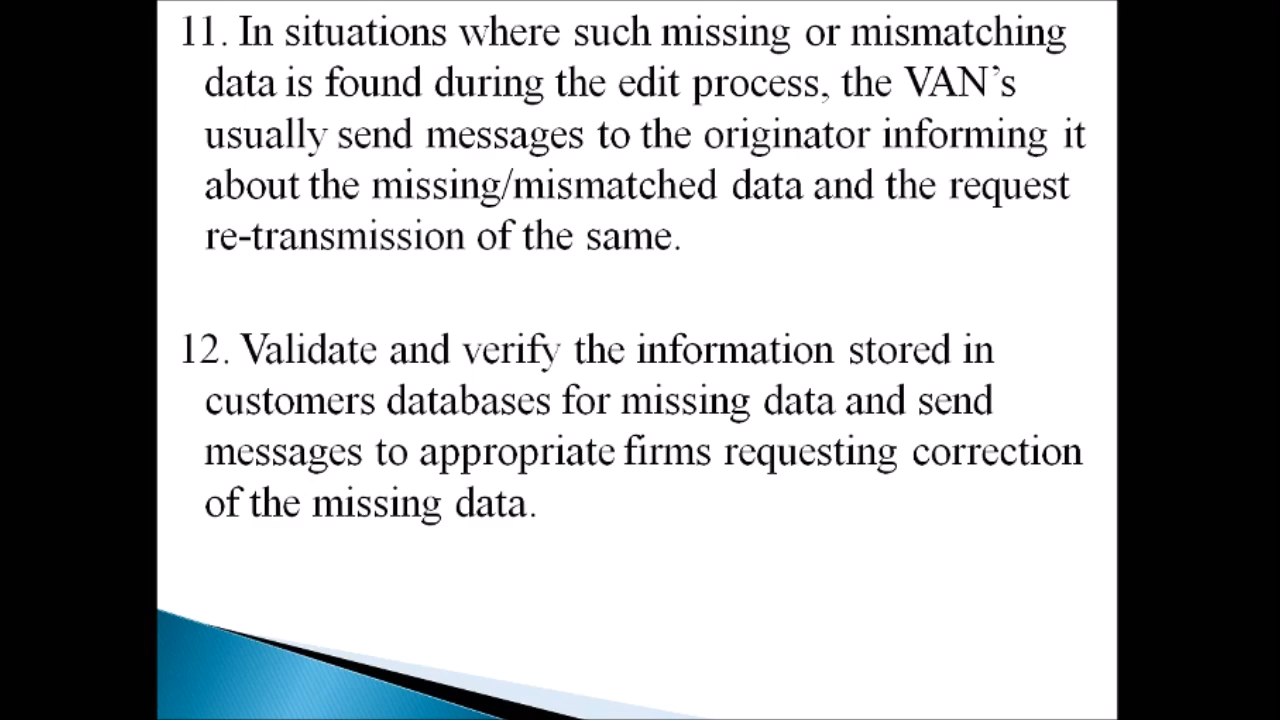 11. In situations where such missing or mismatching
data is found during the edit process, the VAN's
usually send messages to the originator informing it
about the missing/mismatched data and the request
re-transmission of the same.
12. Validate and verify the information stored in
customers databases for missing data and send
messages to appropriate firms requesting correction
of the missing data.